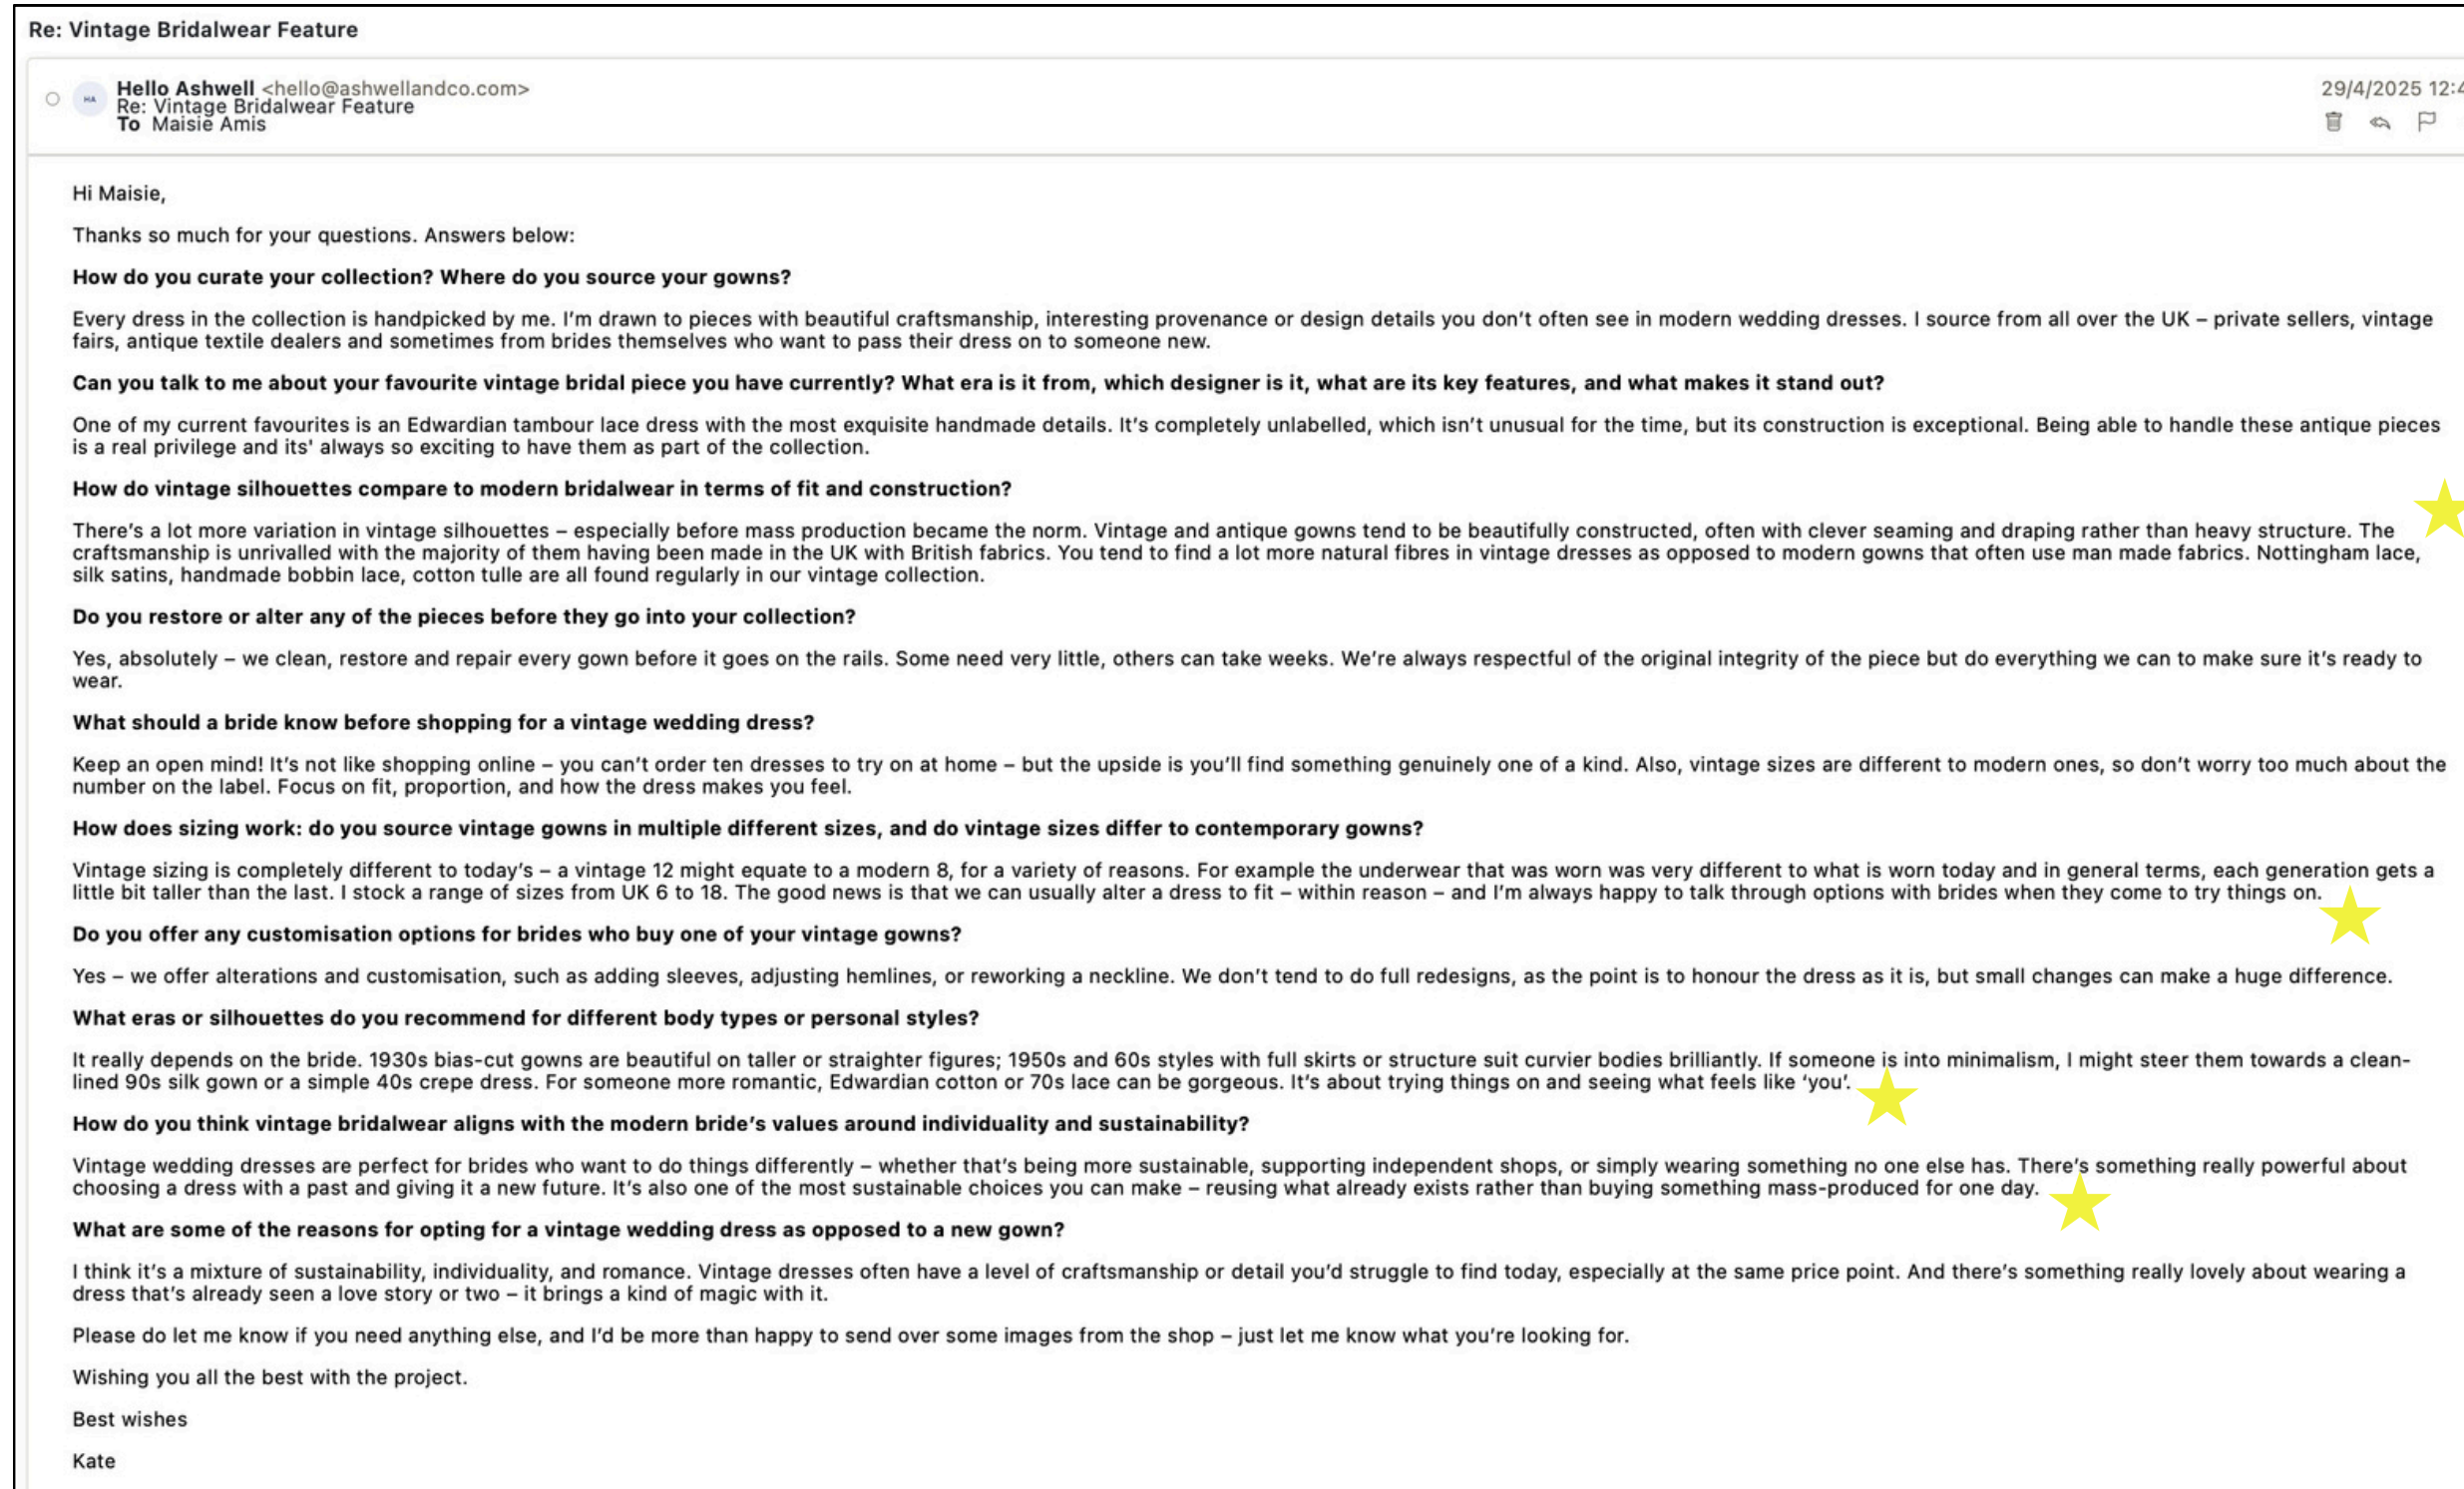 Re: Vintage Bridalwear Feature
HA
Hello Ashwell <hello@ashwellandco.com>
29/4/2025 12:4
Re: Vintage Bridalwear Feature
To Maisie Amis
Hi Maisie,
Thanks so much for your questions. Answers below:
How do you curate your collection? Where do you source your gowns?
Every dress in the collection is handpicked by me. I'm drawn to pieces with beautiful craftsmanship, interesting provenance or design details you don't often see in modern wedding dresses. I source from all over the UK – private sellers, vintage
fairs, antique textile dealers and sometimes from brides themselves who want to pass their dress on to someone new.
Can you talk to me about your favourite vintage bridal piece you have currently? What era is it from, which designer is it, what are its key features, and what makes it stand out?
One of my current favourites is an Edwardian tambour lace dress with the most exquisite handmade details. It's completely unlabelled, which isn't unusual for the time, but its construction is exceptional. Being able to handle these antique pieces
is a real privilege and its' always so exciting to have them as part of the collection.
How do vintage silhouettes compare to modern bridalwear in terms of fit and construction?
There's a lot more variation in vintage silhouettes – especially before mass production became the norm. Vintage and antique gowns tend to be beautifully constructed, often with clever seaming and draping rather than heavy structure. The
craftsmanship is unrivalled with the majority of them having been made in the UK with British fabrics. You tend to find a lot more natural fibres in vintage dresses as opposed to modern gowns that often use man made fabrics. Nottingham lace,
silk satins, handmade bobbin lace, cotton tulle are all found regularly in our vintage collection.
Do you restore or alter any of the pieces before they go into your collection?
Yes, absolutely – we clean, restore and repair every gown before it goes on the rails. Some need very little, others can take weeks. We're always respectful of the original integrity of the piece but do everything we can to make sure it's ready to
wear.
What should a bride know before shopping for a vintage wedding dress?
Keep an open mind! It's not like shopping online – you can't order ten dresses to try on at home – but the upside is you'll find something genuinely one of a kind. Also, vintage sizes are different to modern ones, so don't worry too much about the
number on the label. Focus on fit, proportion, and how the dress makes you feel.
How does sizing work: do you source vintage gowns in multiple different sizes, and do vintage sizes differ to contemporary gowns?
Vintage sizing is completely different to today's – a vintage 12 might equate to a modern 8, for a variety of reasons. For example the underwear that was worn was very different to what is worn today and in general terms, each generation gets a
little bit taller than the last. I stock a range of sizes from UK 6 to 18. The good news is that we can usually alter a dress to fit – within reason – and I'm always happy to talk through options with brides when they come to try things on.
Do you offer any customisation options for brides who buy one of your vintage gowns?
Yes – we offer alterations and customisation, such as adding sleeves, adjusting hemlines, or reworking a neckline. We don't tend to do full redesigns, as the point is to honour the dress as it is, but small changes can make a huge difference.
What eras or silhouettes do you recommend for different body types or personal styles?
It really depends on the bride. 1930s bias-cut gowns are beautiful on taller or straighter figures; 1950s and 60s styles with full skirts or structure suit curvier bodies brilliantly. If someone is into minimalism, I might steer them towards a clean-
lined 90s silk gown or a simple 40s crepe dress. For someone more romantic, Edwardian cotton or 70s lace can be gorgeous. It's about trying things on and seeing what feels like 'you'.
How do you think vintage bridalwear aligns with the modern bride's values around individuality and sustainability?
Vintage wedding dresses are perfect for brides who want to do things differently – whether that's being more sustainable, supporting independent shops, or simply wearing something no one else has. There's something really powerful about
choosing a dress with a past and giving it a new future. It's also one of the most sustainable choices you can make – reusing what already exists rather than buying something mass-produced for one day.
What are some of the reasons for opting for a vintage wedding dress as opposed to a new gown?
I think it's a mixture of sustainability, individuality, and romance. Vintage dresses often have a level of craftsmanship or detail you'd struggle to find today, especially at the same price point. And there's something really lovely about wearing a
dress that's already seen a love story or two – it brings a kind of magic with it.
Please do let me know if you need anything else, and I'd be more than happy to send over some images from the shop – just let me know what you're looking for.
Wishing you all the best with the project.
Best wishes
Kate